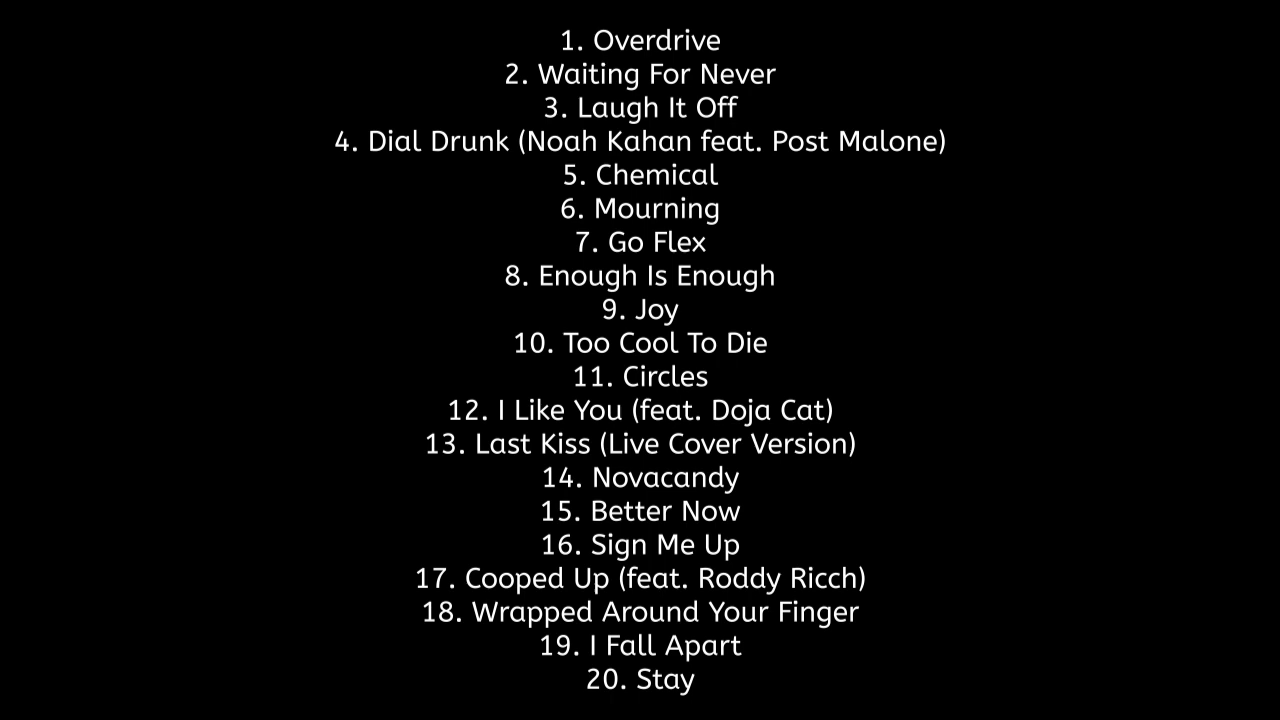 1. Overdrive
2. Waiting For Never
3. Laugh It Off
4. Dial Drunk (Noah Kahan feat. Post Malone)
5. Chemical
6. Mourning
7. Go Flex
8. Enough Is Enough
9. Joy
10. Too Cool To Die
11. Circles
12. I Like You (feat. Doja Cat)
13. Last Kiss (Live Cover Version)
14. Novacandy
15. Better Now
16. Sign Me Up
17. Cooped Up (feat. Roddy Ricch)
18. Wrapped Around Your Finger
19. I Fall Apart
20. Stay